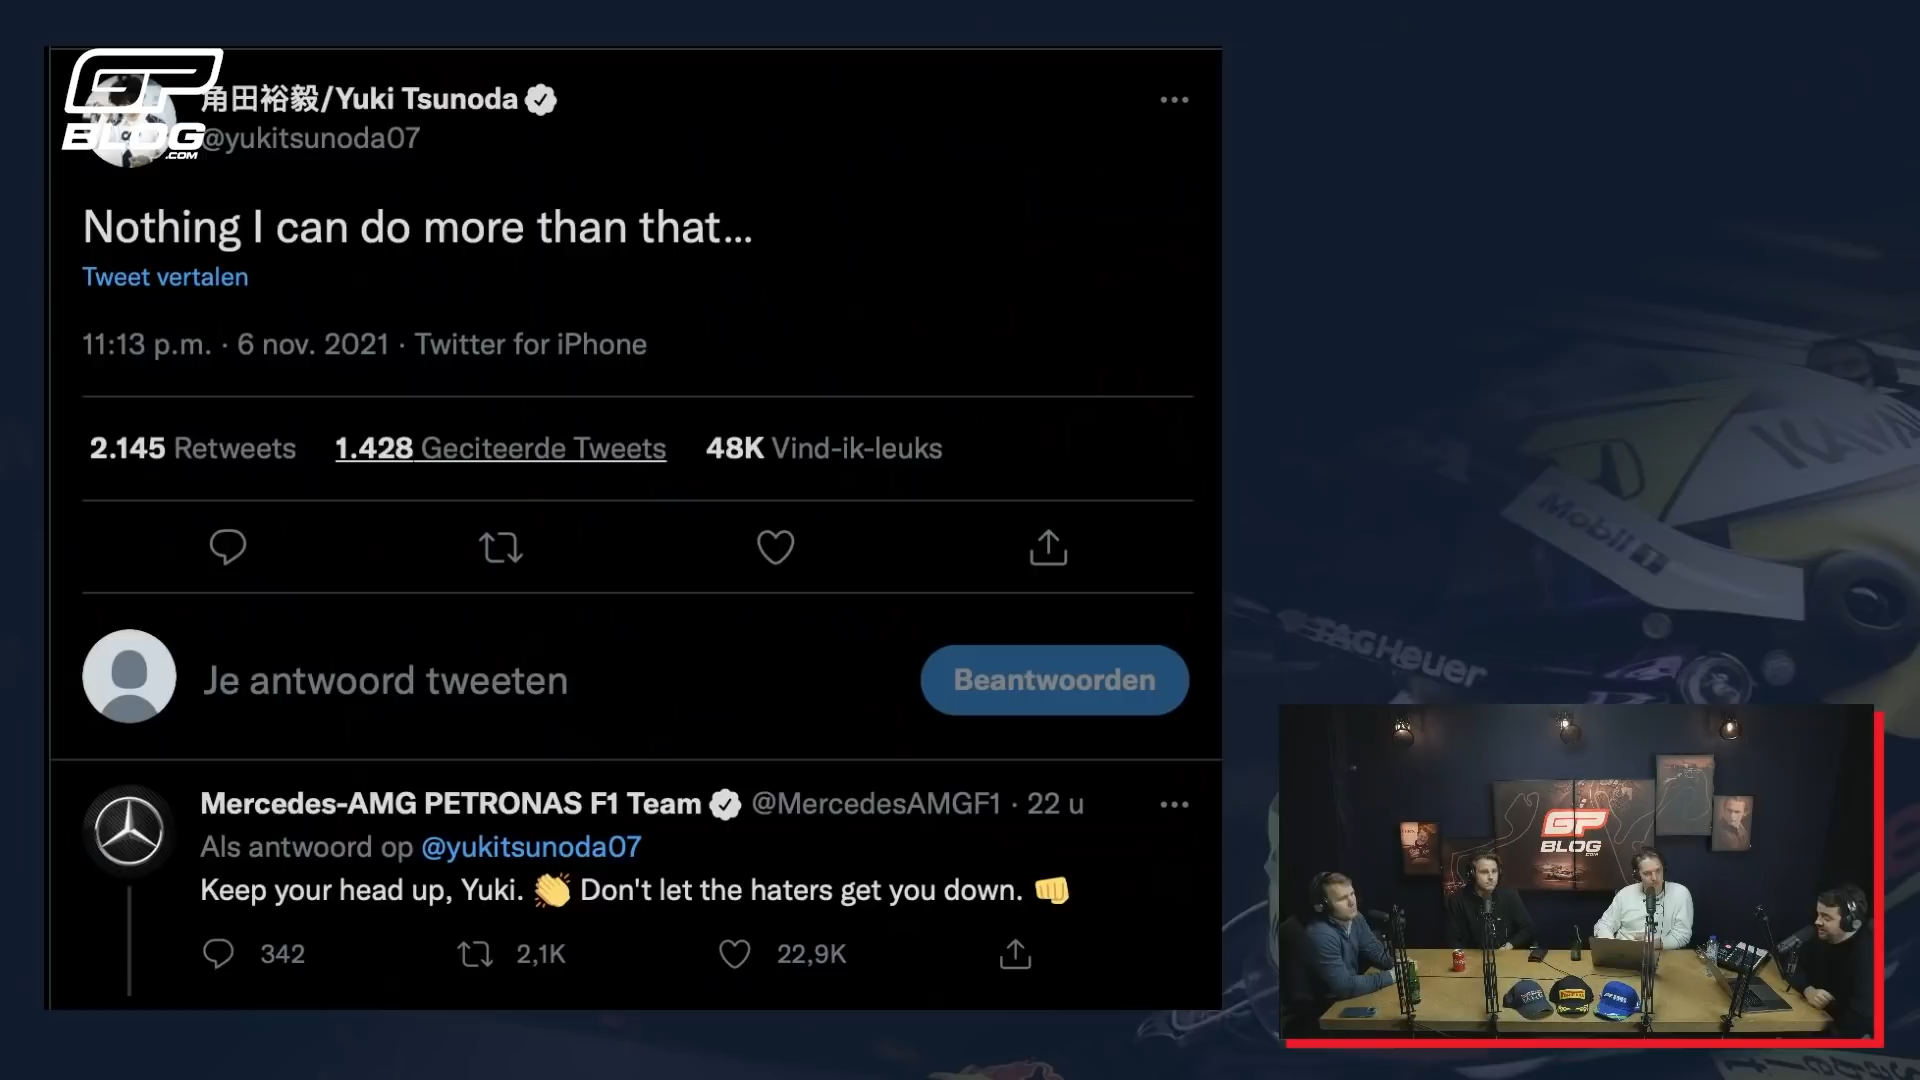 GP
BLOG
.COM
角田裕毅/Yuki Tsunoda
@yukitsunoda07
Nothing I can do more than that...
Tweet vertalen
11:13 p.m. · 6 nov. 2021 · Twitter for iPhone
2.145 Retweets 1.428 Geciteerde Tweets 48K Vind-ik-leuks
Je antwoord tweeten
Beantwoorden
Mercedes-AMG PETRONAS F1 Team @MercedesAMGF1 · 22 u
Als antwoord op @yukitsunoda07
Keep your head up, Yuki. 👏 Don't let the haters get you down. 👊
342 2,1K 22,9K
Mobil 1
TAGHeuer
GP
BLOG